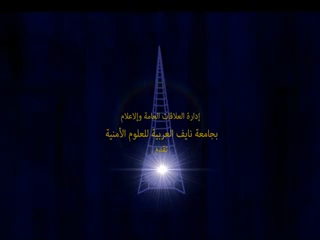 إدارة العلاقات العامة والإعلام
بجامعة نايف العربية للعلوم الأمنية
تقدم